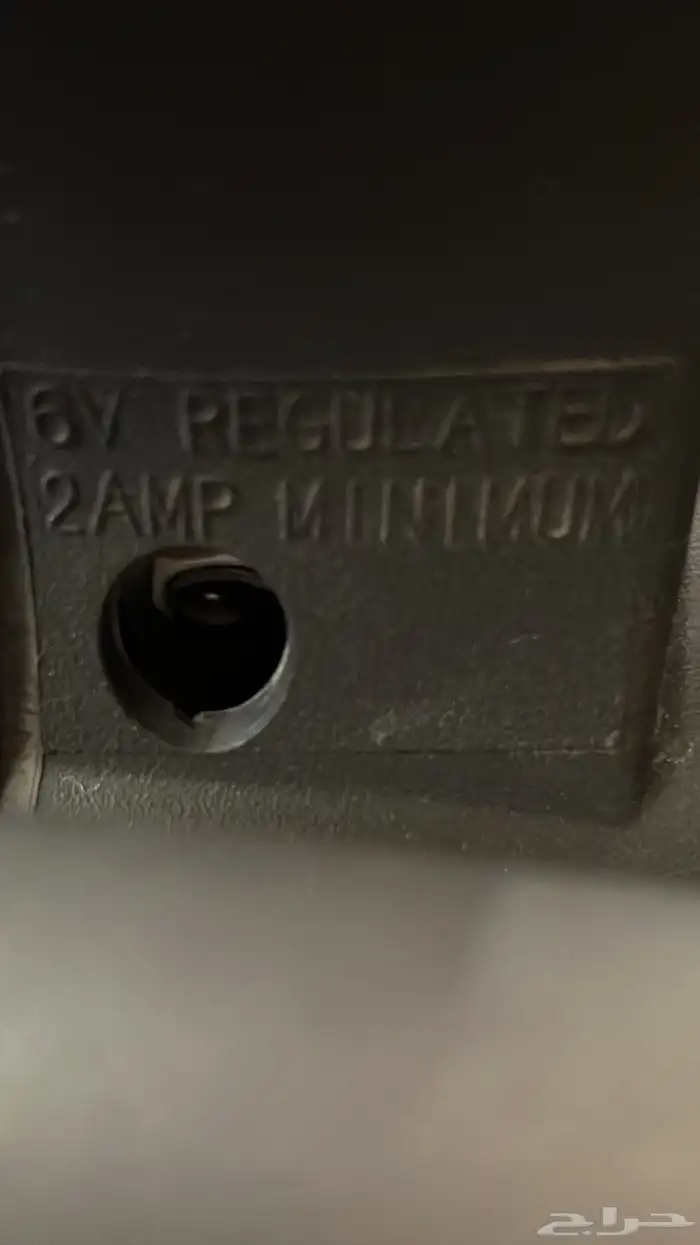 6V REGULATED
2AMP MINIMUM
حراج